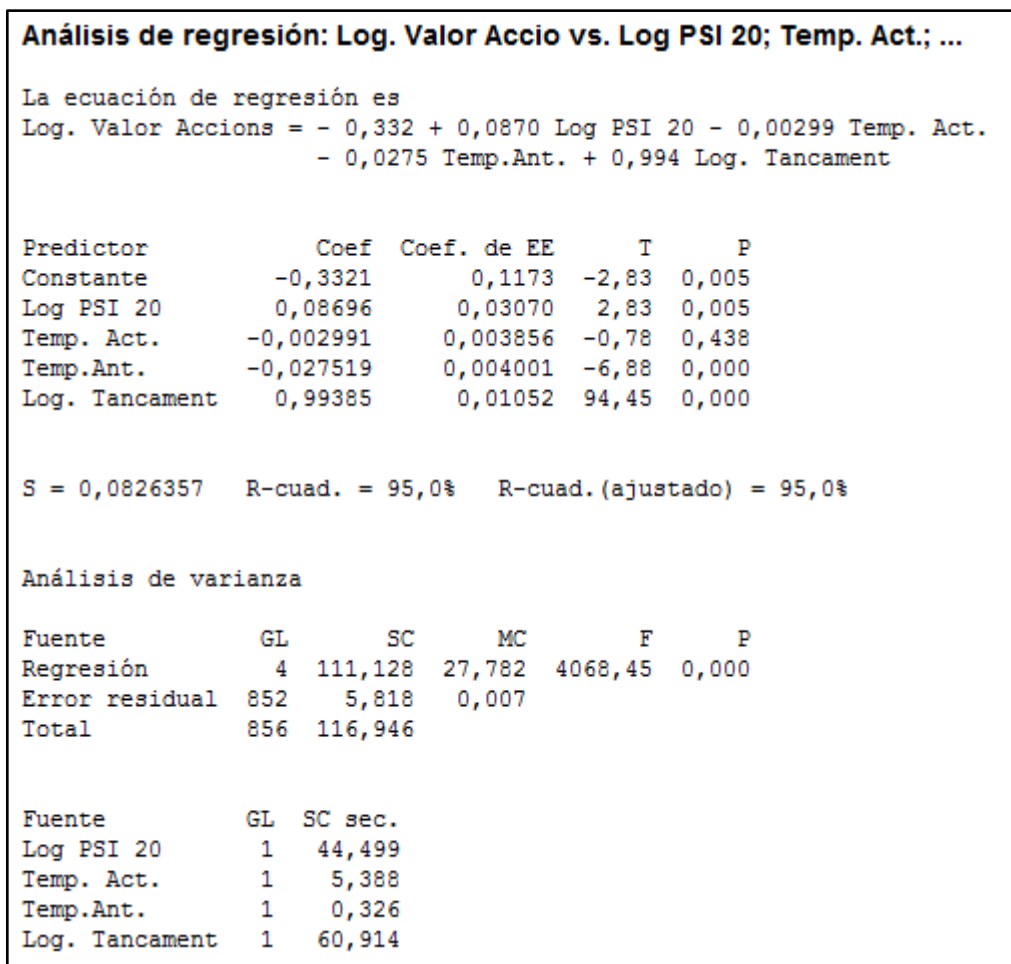 Análisis de regresión: Log. Valor Accio vs. Log PSI 20; Temp. Act.; ...
La ecuación de regresión es
Log. Valor Accions = - 0,332 + 0,0870 Log PSI 20 - 0,00299 Temp. Act.
- 0,0275 Temp.Ant. + 0,994 Log. Tancament
Predictor Coef Coef. de EE T P
Constante -0,3321 0,1173 -2,83 0,005
Log PSI 20 0,08696 0,03070 2,83 0,005
Temp. Act. -0,002991 0,003856 -0,78 0,438
Temp.Ant. -0,027519 0,004001 -6,88 0,000
Log. Tancament 0,99385 0,01052 94,45 0,000
S = 0,0826357 R-cuad. = 95,0% R-cuad.(ajustado) = 95,0%
Análisis de varianza
Fuente GL SC MC F P
Regresión 4 111,128 27,782 4068,45 0,000
Error residual 852 5,818 0,007
Total 856 116,946
Fuente GL SC sec.
Log PSI 20 1 44,499
Temp. Act. 1 5,388
Temp.Ant. 1 0,326
Log. Tancament 1 60,914